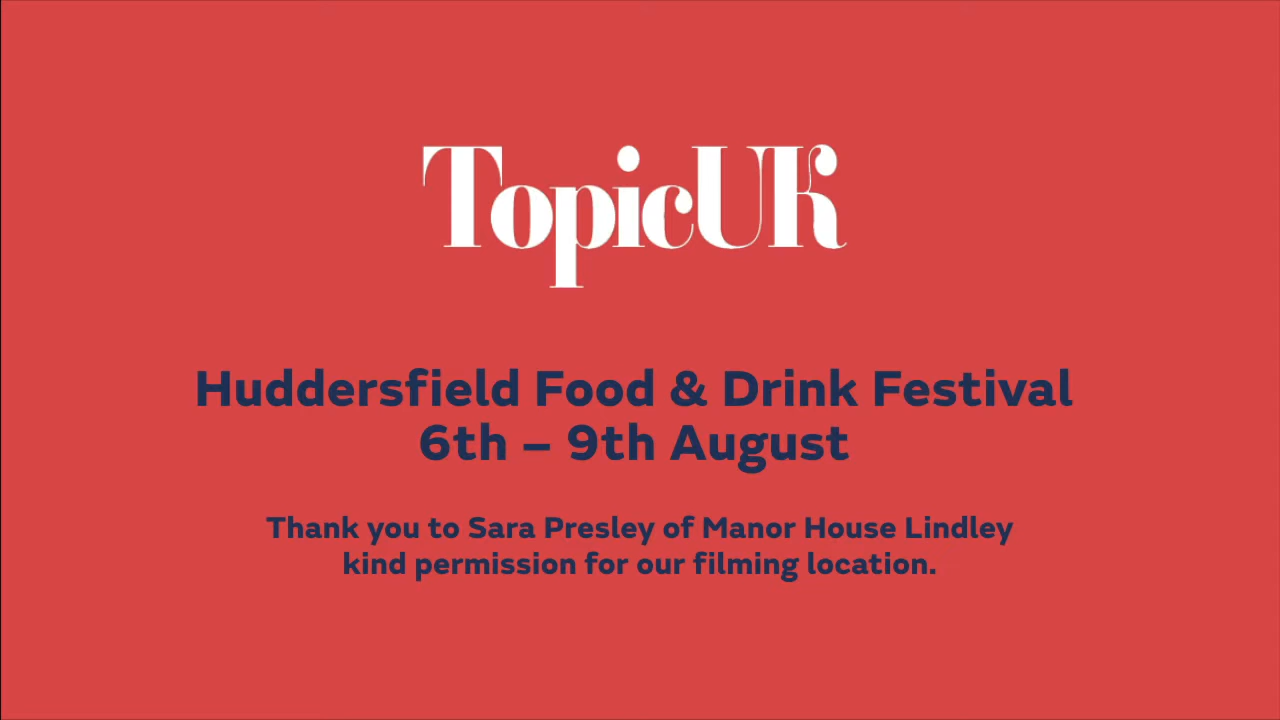 TopicUK
Huddersfield Food & Drink Festival
6th – 9th August
Thank you to Sara Presley of Manor House Lindley
kind permission for our filming location.